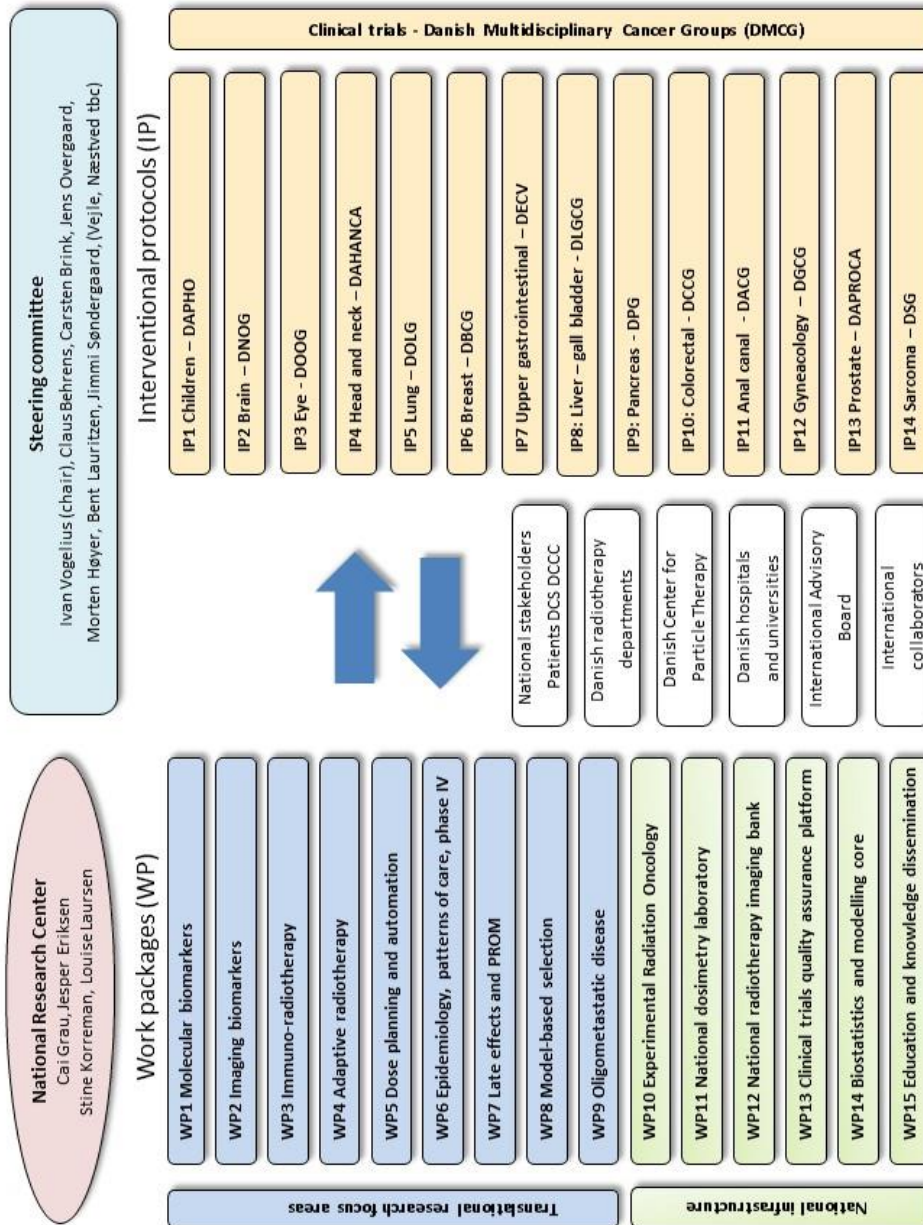 National Research Center
Cai Grau, Jesper Eriksen
Stine Korreman, Louise Laursen
Steering committee
Ivan Vogelius (chair), Claus Behrens, Carsten Brink, Jens Overgaard,
Morten Høyer, Bent Lauritzen, Jimmi Søndergaard, (Vejle, Næstved tbc)
Work packages (WP)
Translational research focus areas
WP1 Molecular biomarkers
WP2 Imaging biomarkers
WP3 Immuno-radiotherapy
WP4 Adaptive radiotherapy
WP5 Dose planning and automation
WP6 Epidemiology, patterns of care, phase IV
WP7 Late effects and PROM
WP8 Model-based selection
WP9 Oligometastatic disease
National infrastructure
WP10 Experimental Radiation Oncology
WP11 National dosimetry laboratory
WP12 National radiotherapy imaging bank
WP13 Clinical trials quality assurance platform
WP14 Biostatistics and modelling core
WP15 Education and knowledge dissemination
National stakeholders
Patients DCS DCCC
Danish radiotherapy
departments
Danish Center for
Particle Therapy
Danish hospitals
and universities
International Advisory
Board
International
collaborators
Interventional protocols (IP)
IP1 Children – DAPHO
IP2 Brain – DNOG
IP3 Eye - DOOG
IP4 Head and neck – DAHANCA
IP5 Lung – DOLG
IP6 Breast – DBCG
IP7 Upper gastrointestinal – DECV
IP8: Liver – gall bladder - DLGCG
IP9: Pancreas - DPG
IP10: Colorectal - DCCG
IP11 Anal canal - DACG
IP12 Gyneacology – DGCG
IP13 Prostate – DAPROCA
IP14 Sarcoma – DSG
Clinical trials - Danish Multidisciplinary Cancer Groups (DMCG)